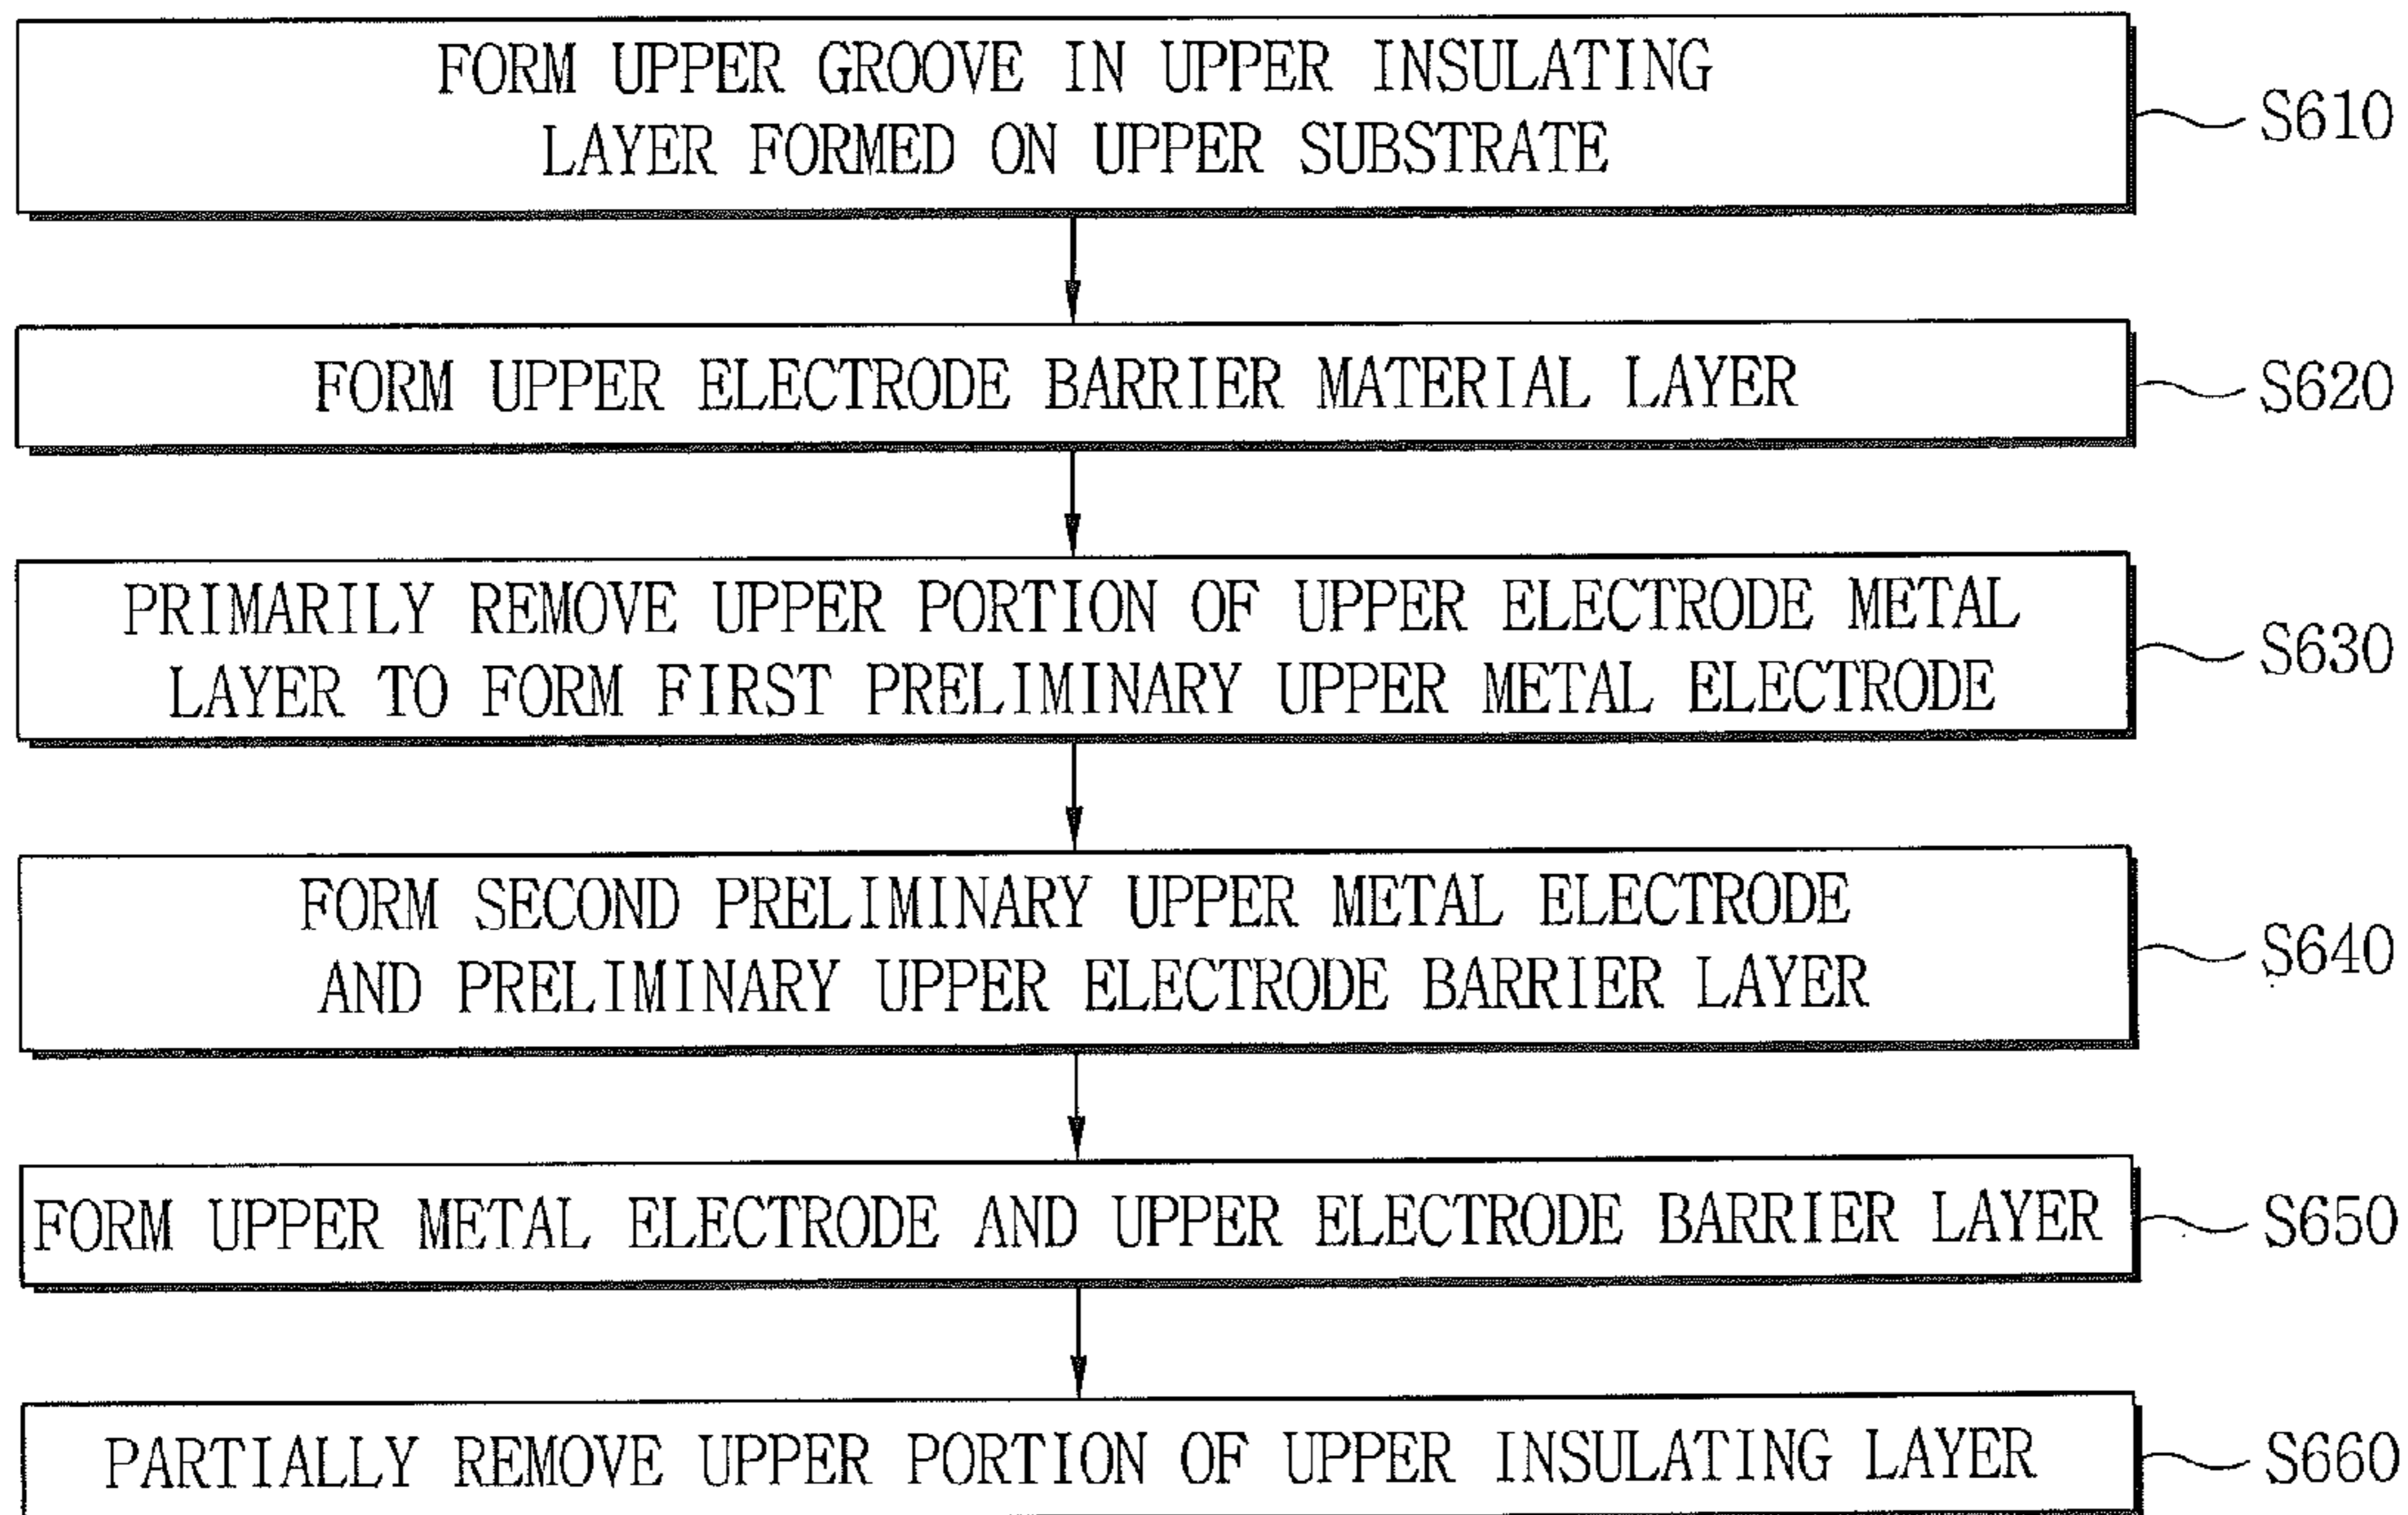 FORM UPPER GROOVE IN UPPER INSULATING
LAYER FORMED ON UPPER SUBSTRATE
S610
FORM UPPER ELECTRODE BARRIER MATERIAL LAYER
S620
PRIMARILY REMOVE UPPER PORTION OF UPPER ELECTRODE METAL
LAYER TO FORM FIRST PRELIMINARY UPPER METAL ELECTRODE
S630
FORM SECOND PRELIMINARY UPPER METAL ELECTRODE
AND PRELIMINARY UPPER ELECTRODE BARRIER LAYER
S640
FORM UPPER METAL ELECTRODE AND UPPER ELECTRODE BARRIER LAYER
S650
PARTIALLY REMOVE UPPER PORTION OF UPPER INSULATING LAYER
S660